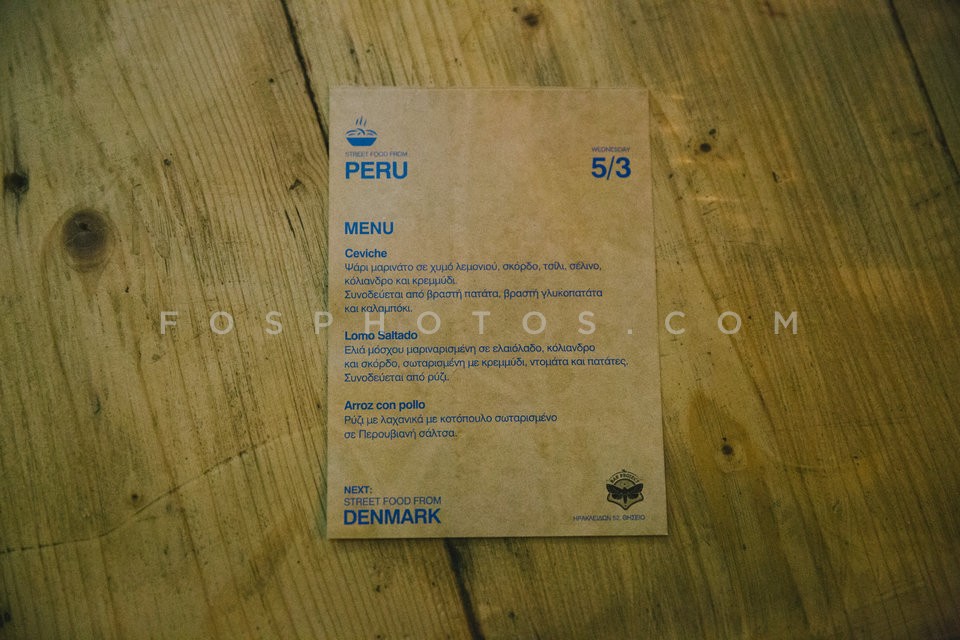 STREET FOOD FROM
PERU
WEDNESDAY
5/3
MENU
Ceviche
Ψάρι μαρινάτο σε χυμό λεμονιού, σκόρδο, τσίλι, σέλινο,
κόλιανδρο και κρεμμύδι.
Συνοδεύεται από βραστή πατάτα, βραστή γλυκοπατάτα
και καλαμπόκι.
FOSPHOTOS.COM
Lomo Saltado
Ελιά μόσχου μαριναρισμένη σε ελαιόλαδο, κόλιανδρο
και σκόρδο, σωταρισμένη με κρεμμύδι, ντομάτα και πατάτες.
Συνοδεύεται από ρύζι.
Arroz con pollo
Ρύζι με λαχανικά με κοτόπουλο σωταρισμένο
σε Περουβιανή σάλτσα.
NEXT:
STREET FOOD FROM
DENMARK
ΗΡΑΚΛΕΙΔΩΝ 52, ΘΗΣΕΙΟ